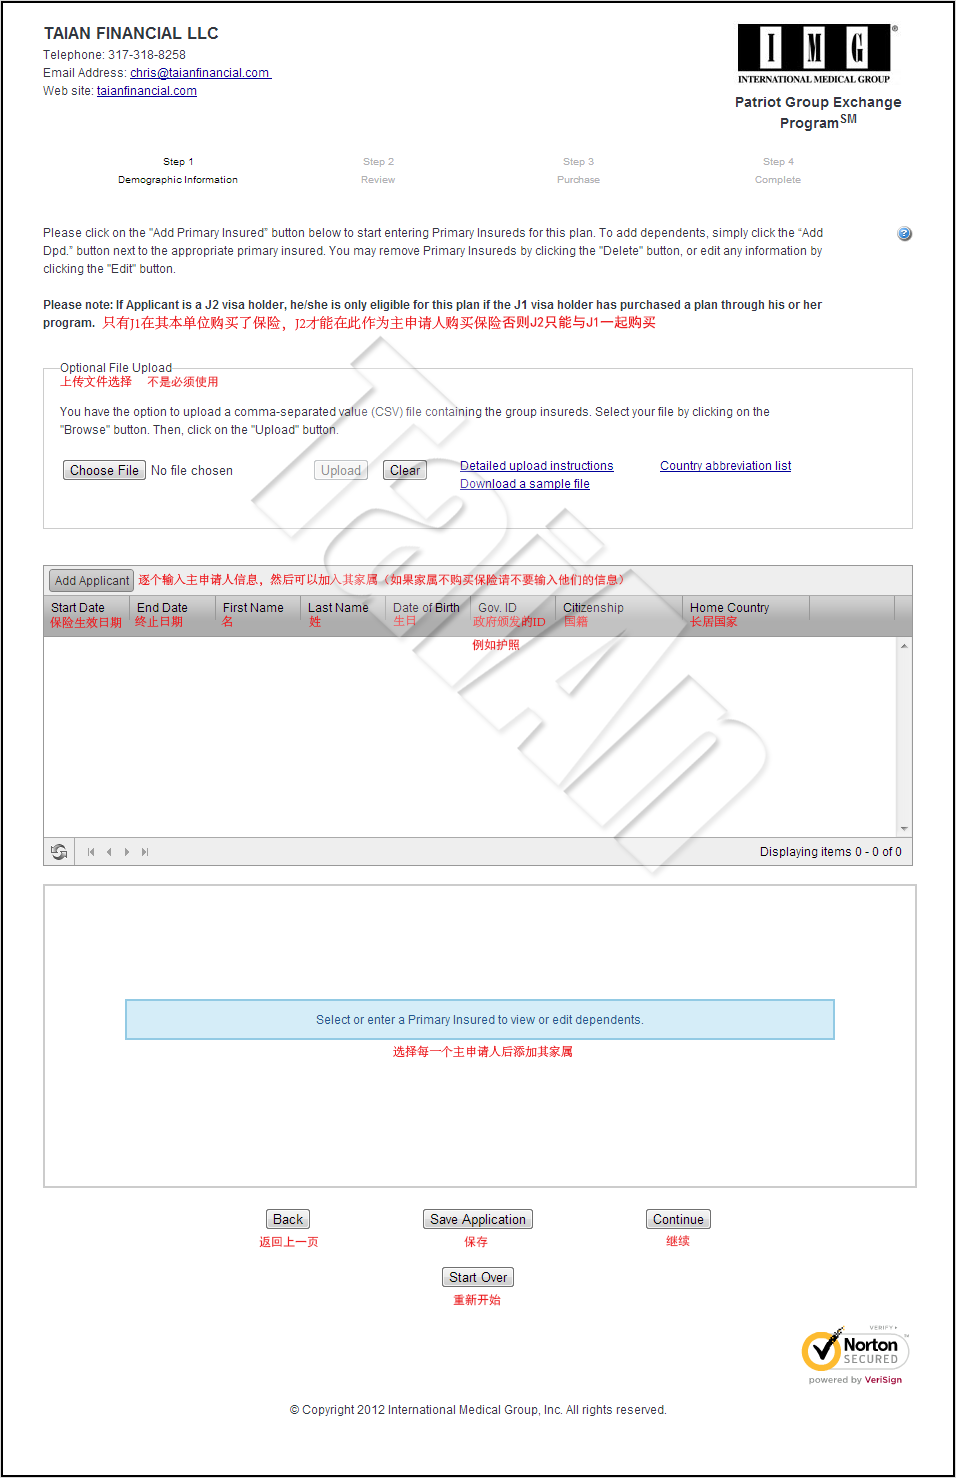 TAIAN FINANCIAL LLC
Telephone: 317-318-8258
Email Address: chris@taianfinancial.com
Web site: taianfinancial.com
IMG®
INTERNATIONAL MEDICAL GROUP
Patriot Group Exchange
Program SM
Step 1 Step 2 Step 3 Step 4
Demographic Information Review Purchase Complete
Please click on the "Add Primary Insured" button below to start entering Primary Insureds for this plan. To add dependents, simply click the "Add
Dpd." button next to the appropriate primary insured. You may remove Primary Insureds by clicking the "Delete" button, or edit any information by
clicking the "Edit" button.
?
Please note: If Applicant is a J2 visa holder, he/she is only eligible for this plan if the J1 visa holder has purchased a plan through his or her
program. 只有J1在其本单位购买了保险，J2才能在此作为主申请人购买保险否则J2只能与J1一起购买
Optional File Upload
上传文件选择 不是必须使用
You have the option to upload a comma-separated value (CSV) file containing the group insureds. Select your file by clicking on the
"Browse" button. Then, click on the "Upload" button.
Choose File No file chosen Upload Clear Detailed upload instructions Country abbreviation list
Download a sample file
Add Applicant 逐个输入主申请人信息，然后可以加入其家属（如果家属不购买保险请不要输入他们的信息）
Start Date End Date First Name Last Name Date of Birth Gov. ID Citizenship Home Country
保险生效日期 终止日期 名 姓 生日 政府颁发的ID 国籍 长居国家
例如护照
TaiAn
Displaying items 0 - 0 of 0
Select or enter a Primary Insured to view or edit dependents.
选择每一个主申请人后添加其家属
Back Save Application Continue
返回上一页 保存 继续
Start Over
重新开始
VERIFY
Norton™
SECURED
powered by VeriSign
© Copyright 2012 International Medical Group, Inc. All rights reserved.